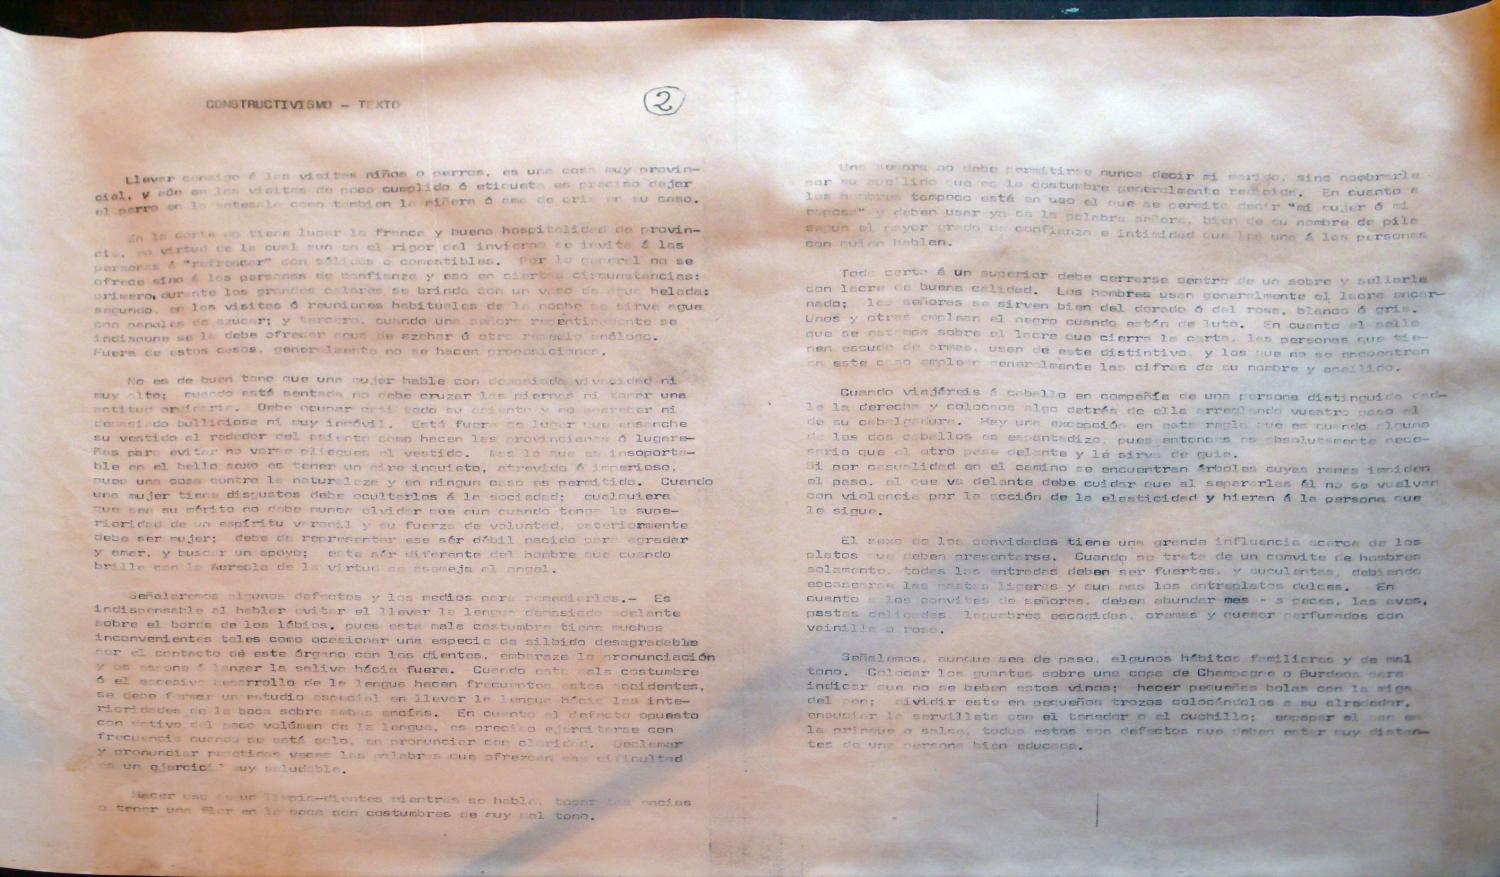 CONSTRUCTIVISMO - TEXTO
2
Llever consigo á las visitas niños o perros, es una cosa muy provin-
cial, y aún en las visitas de poco cumplido ó etiqueta es preciso dejar
el perro en la antesala como tambien la niñera ó ama de cria en su casa.
En la corte no tiene lugar la franca y buena hospitalidad de provin-
cia, en virtud de la cual aun en el rigor del invierno se invita á las
personas á "refrescar" con sólidos o comestibles. Por lo general no se
ofrece sino á las personas de confianza y eso en ciertas circunstancias:
primero, durante los grandes calores se brinda con un vaso de agua helada;
segundo, en las visitas ó reuniones habituales de la noche se sirve agua
con panales de azucar; y tercero, cuando una señora repentinamente se
indispone se la debe ofrecer agua de azahar ú otro remedio análogo.
Fuera de estos casos, generalmente no se hacen proposiciones.
No es de buen tono que una mujer hable con demasiada vivacidad ni
muy alto; cuando está sentada no debe cruzar las piernas ni tomar una
actitud ordinaria. Debe ocupar casi todo su asiento y no aparecer ni
demasiado bulliciosa ni muy inmóvil. Está fuera de lugar que ensanche
su vestido al rededor del asiento como hacen las provincianas ó lugare-
ñas para evitar no verse pliegues al vestido. Mas lo que es insoporta-
ble en el bello sexo es tener un aire inquieto, atrevido ó imperioso,
pues una cosa contra la naturaleza y en ningun caso es permitido. Cuando
una mujer tiene disgustos debe ocultarlos á la sociedad; cualquiera
que sea su mérito no debe nunca olvidar que aun cuando tenga la supe-
rioridad de un espíritu varonil y su fuerza de voluntad, exteriormente
debe ser mujer; debe de representar ese sér débil nacido para agradar
y amar, y buscar un apoyo; este sér diferente del hombre que cuando
brilla con la Aureola de la virtud se asemeja al angel.
Señalaremos algunos defectos y los medios para remediarlos.- Es
indispensable al hablar evitar el llevar la lengua demasiado adelante
sobre el borde de los lábios, pues esta mala costumbre tiene muchos
inconvenientes tales como ocasionar una especie de silbido desagradable
por el contacto de este órgano con los dientes, embaraza la pronunciación
y se espone á lanzar la saliva hácia fuera. Cuando esta mala costumbre
ó el escesivo desarrollo de la lengua hacen frecuentes estos accidentes,
se debe formar un estudio especial en llevar la lengua hácia las inte-
rioridades de la boca sobre ambas encías. En cuanto al defecto opuesto
con motivo del poco volúmen de la lengua, es preciso ejercitarse con
frecuencia cuando se está solo, en pronunciar con claridad. Declamar
y pronunciar repetidas veces las palabras que ofrezcan esa dificultad
es un ejercicio muy saludable.
Hacer uso de un limpia-dientes mientras se habla, tocar las encias
o tener una flor en la boca son costumbres de muy mal tono.
Una señora no debe permitirse nunca decir mi marido, sino nombrarle
por su apellido que es la costumbre generalmente recibida. En cuanto a
los hombres tampoco está en uso el que se permita decir "mi mujer ó mi
esposa" y deben usar ya de la palabra señora, bien de su nombre de pila
segun el mayor grado de confianza e intimidad que les una á las personas
con quien hablan.
Toda carta á un superior debe cerrarse dentro de un sobre y sellarla
con lacre de buena calidad. Los hombres usan generalmente el lacre encar-
nado; las señoras se sirven bien del dorado ó del rosa, blanco ó gris.
Unos y otras emplean el negro cuando están de luto. En cuanto al sello
que se estampa sobre el lacre que cierra la carta, las personas que tie-
nen escudo de armas, usan de este distintivo, y los que no se encuentran
en este caso emplean generalmente las cifras de su nombre y apellido.
Cuando viajáreis á caballo en compañía de una persona distinguida ced-
le la derecha y colocaos algo detrás de ella arreglando vuestro paso al
de su cabalgadura. Hay una excepción en esta regla que es cuando alguno
de los dos caballos es espantadizo, pues entonces es absolutamente nece-
sario que el otro pase delante y lé sirva de guia.
Si por casualidad en el camino se encuentran árboles cuyas ramas impiden
el paso, el que va delante debe cuidar que al separarlas él no se vuelvan
con violencia por la acción de la elasticidad y hieran á la persona que
le sigue.
El sexo de los convidados tiene una grande influencia acerca de los
platos que deben presentarse. Cuando se trata de un convite de hombres
solamente, todas las entradas deben ser fuertes, y suculentas, debiendo
escasearse las pastas ligeras y aun mas los entreplatos dulces. En
cuanto a los convites de señoras, deben abundar mas peces, las aves,
pastas delicadas, legumbres escogidas, cremas y quesor perfumados con
vainilla o rosa.
Señalemos, aunque sea de paso, algunos hábitos familiares y de mal
tono. Colocar los guantes sobre una copa de Champagne o Burdeos para
indicar que no se beben estos vinos; hacer pequeñas bolas con la miga
del pan; dividir este en pequeños trozos colocándolos a su alrededor,
ensuciar la servilleta con el tenedor o el cuchillo; empapar el pan en
la pringue o salsa, todos estos son defectos que deben estar muy distan-
tes de una persona bien educada.